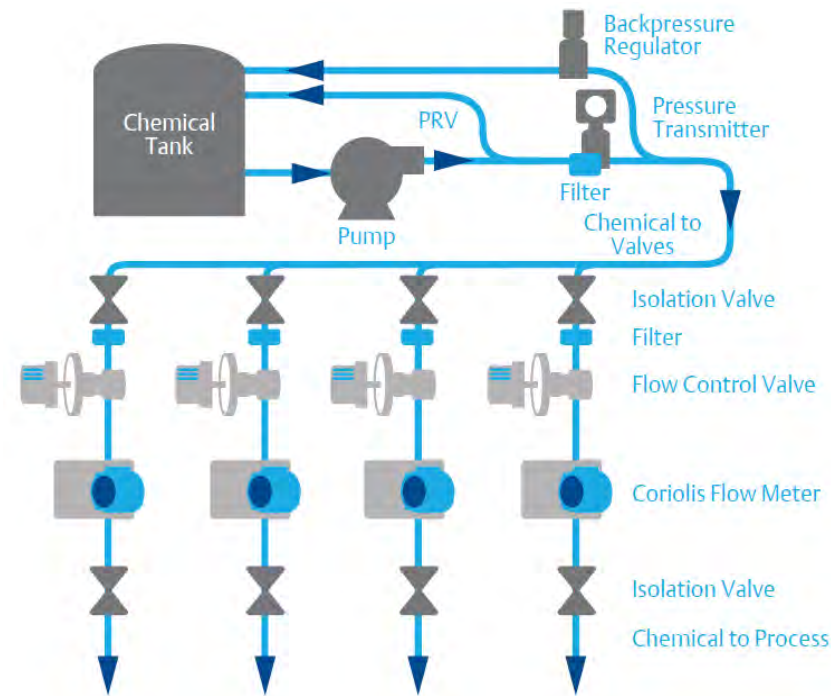 Backpressure
Regulator
Chemical
Tank
PRV
Pressure
Transmitter
Filter
Pump
Chemical to
Valves
Isolation Valve
Filter
Flow Control Valve
Coriolis Flow Meter
Isolation Valve
Chemical to Process